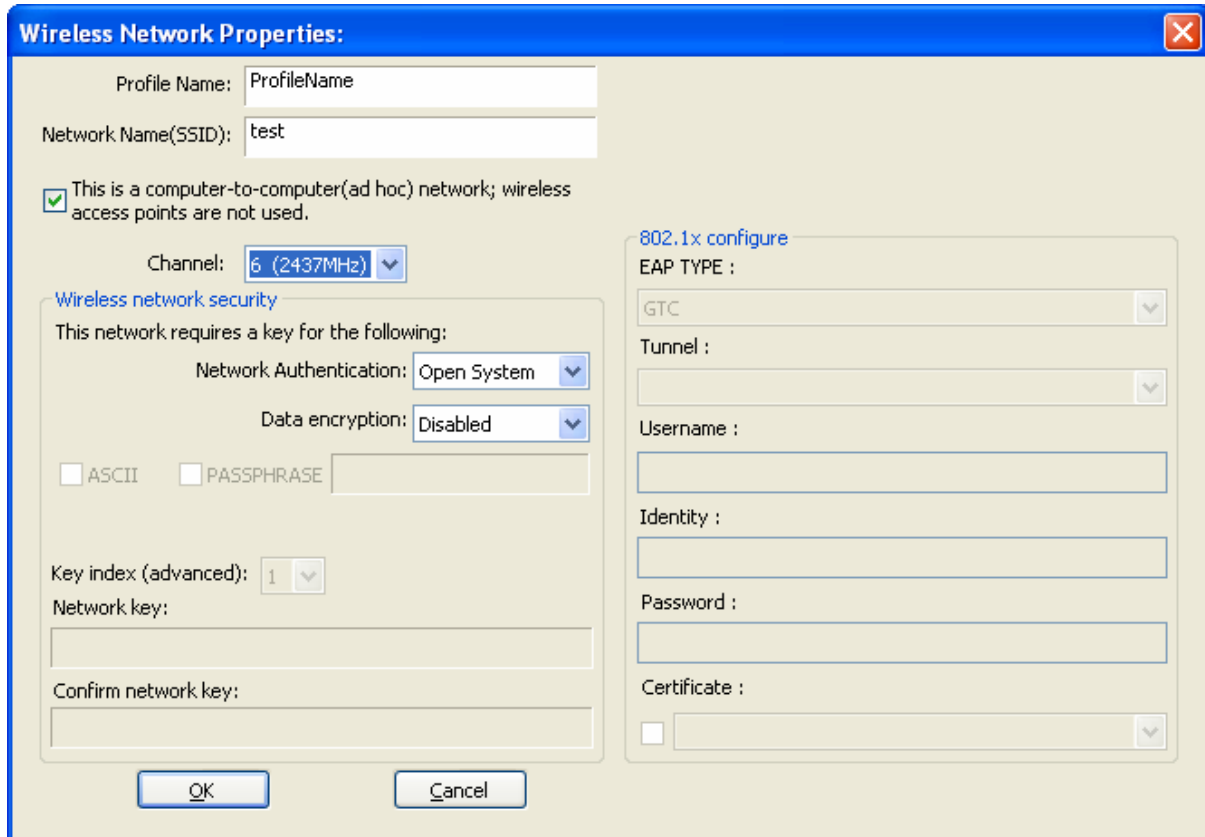 Wireless Network Properties:
Profile Name: ProfileName
Network Name(SSID): test
This is a computer-to-computer(ad hoc) network; wireless
access points are not used.
Channel: 6 (2437MHz)
Wireless network security
This network requires a key for the following:
Network Authentication: Open System
Data encryption: Disabled
ASCII PASSPHRASE
Key index (advanced): 1
Network key:
Confirm network key:
OK Cancel
802.1x configure
EAP TYPE :
GTC
Tunnel :
Username :
Identity :
Password :
Certificate :